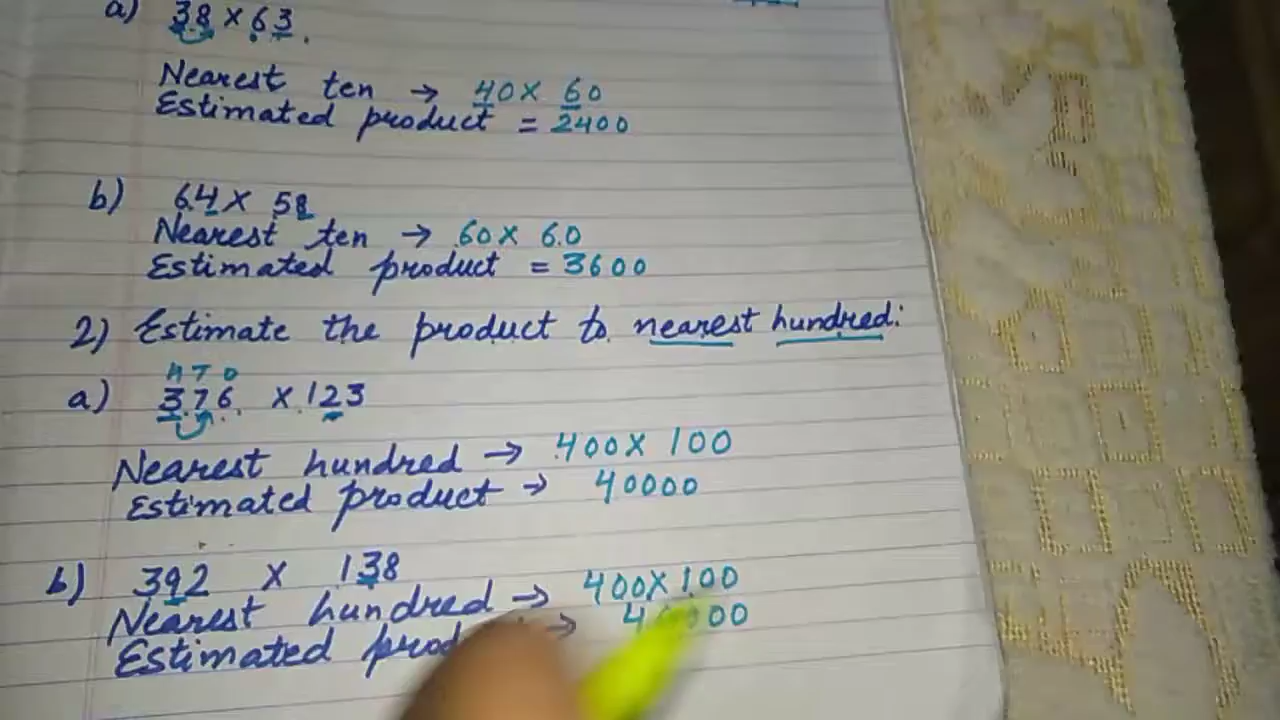 a) 38 × 63.
Nearest ten → 40 × 60
Estimated product = 2400
b) 64 × 58
Nearest ten → 60 × 60
Estimated product = 3600
2) Estimate the product to nearest hundred:
H T O
a) 376 × 123
Nearest hundred → 400 × 100
Estimated product → 40000
b) 392 × 138
Nearest hundred → 400 × 100
Estimated